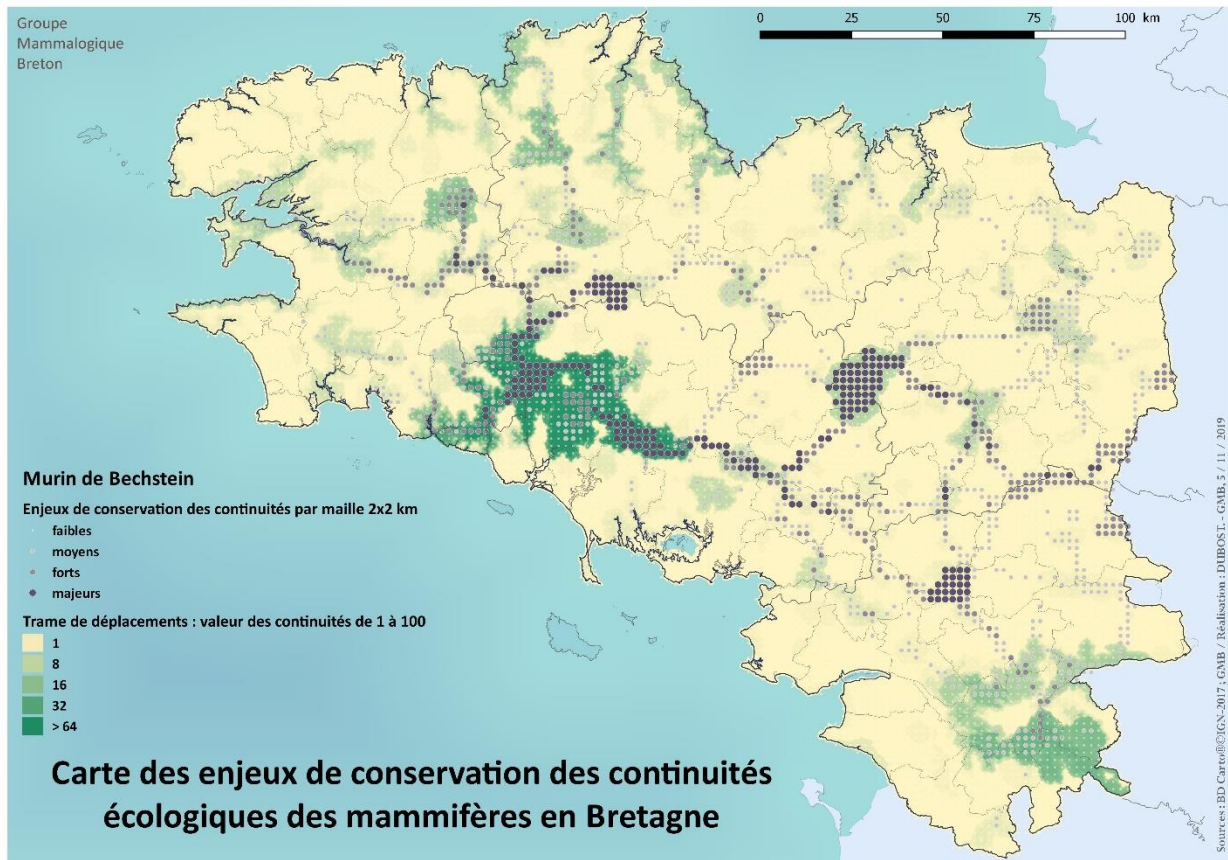 Groupe
Mammalogique
Breton
0 25 50 75 100 km
Murin de Bechstein
Enjeux de conservation des continuités par maille 2x2 km
faibles
moyens
forts
majeurs
Trame de déplacements : valeur des continuités de 1 à 100
1
8
16
32
> 64
Carte des enjeux de conservation des continuités
écologiques des mammifères en Bretagne
Sources : BD Carto®©IGN-2017 ; GMB / Réalisation : DUBOST. - GMB, 5 / 11 / 2019